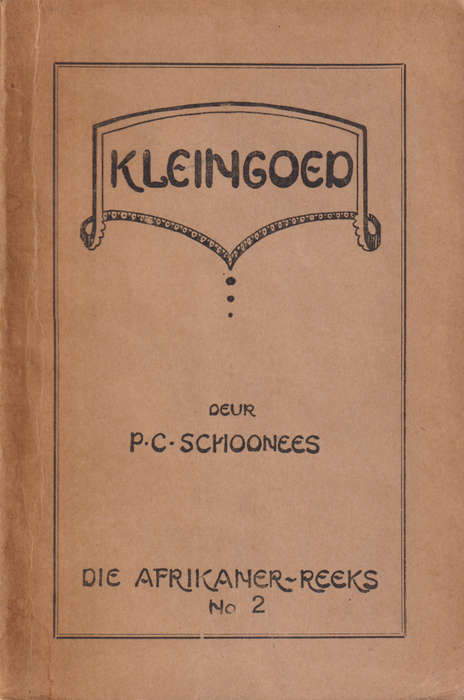 KLEINGOED
DEUR
P.C. SCHOONEES
DIE AFRIKANER-REEKS
No 2